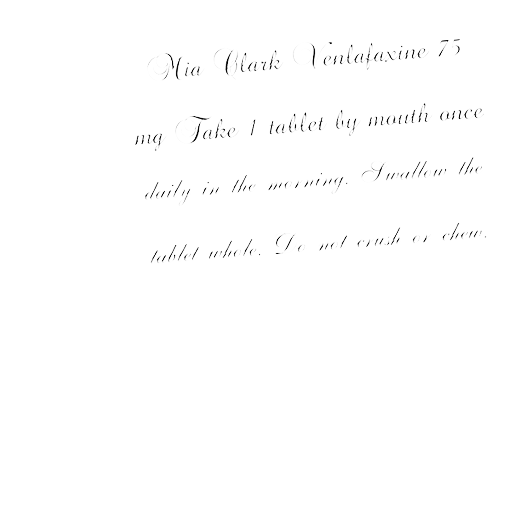 Mia Clark Venlafaxine 75
mg Take 1 tablet by mouth once
daily in the morning. Swallow the
tablet whole. Do not crush or chew.